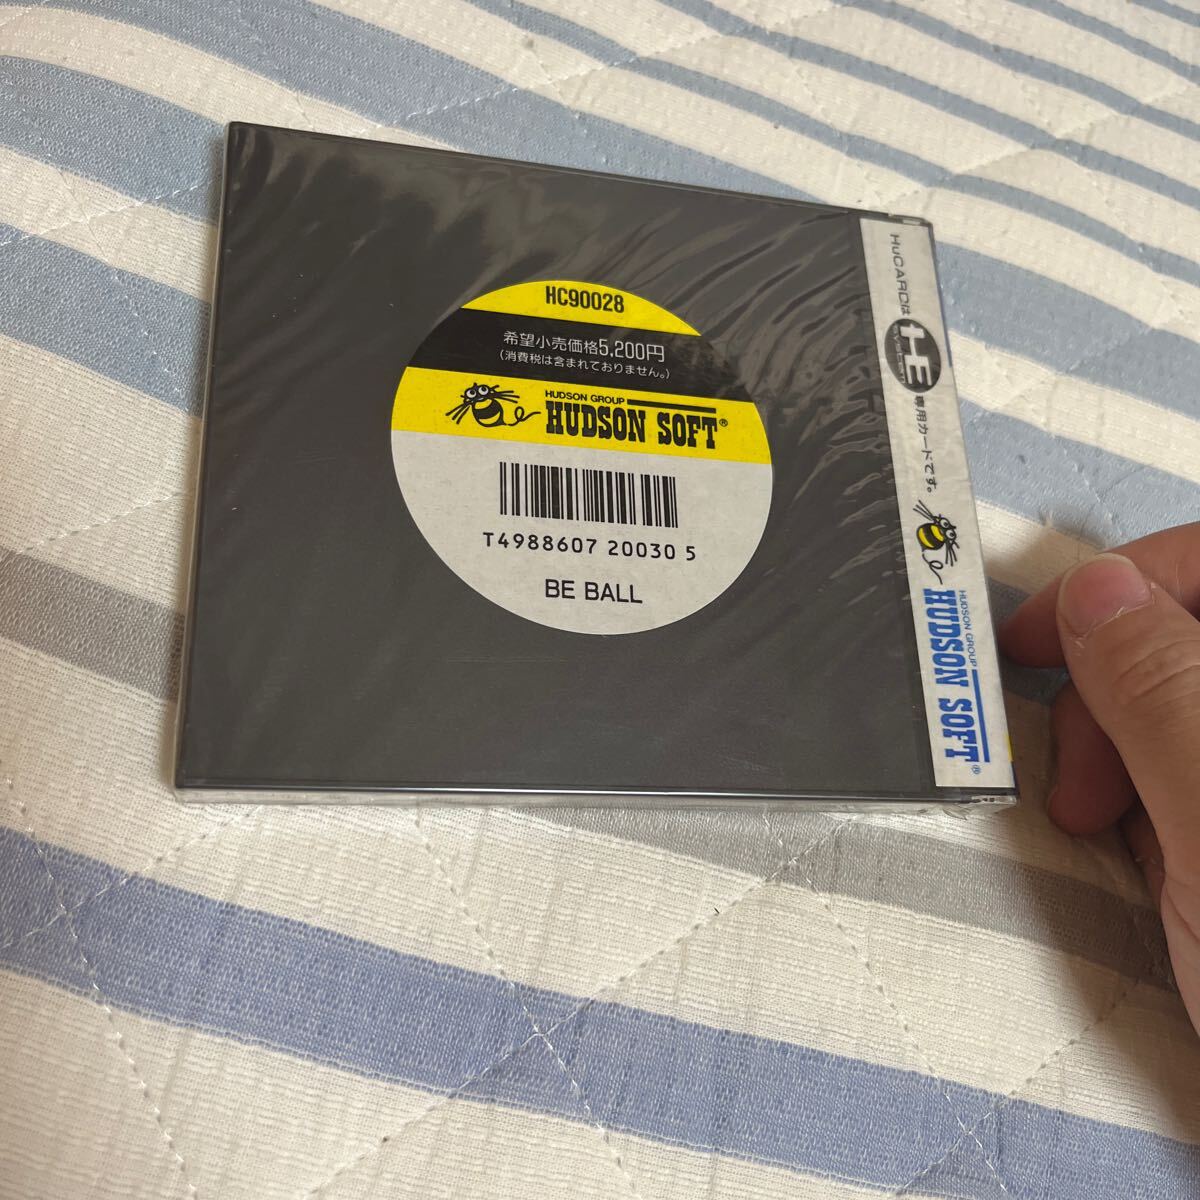 HC90028
希望小売価格5,200円
(消費税は含まれておりません。)
HUDSON GROUP
HUDSON SOFT®
T4988607 20030 5
BE BALL
HuCARDは
HE
専用カードです。
HUDSON GROUP
HUDSON SOFT®